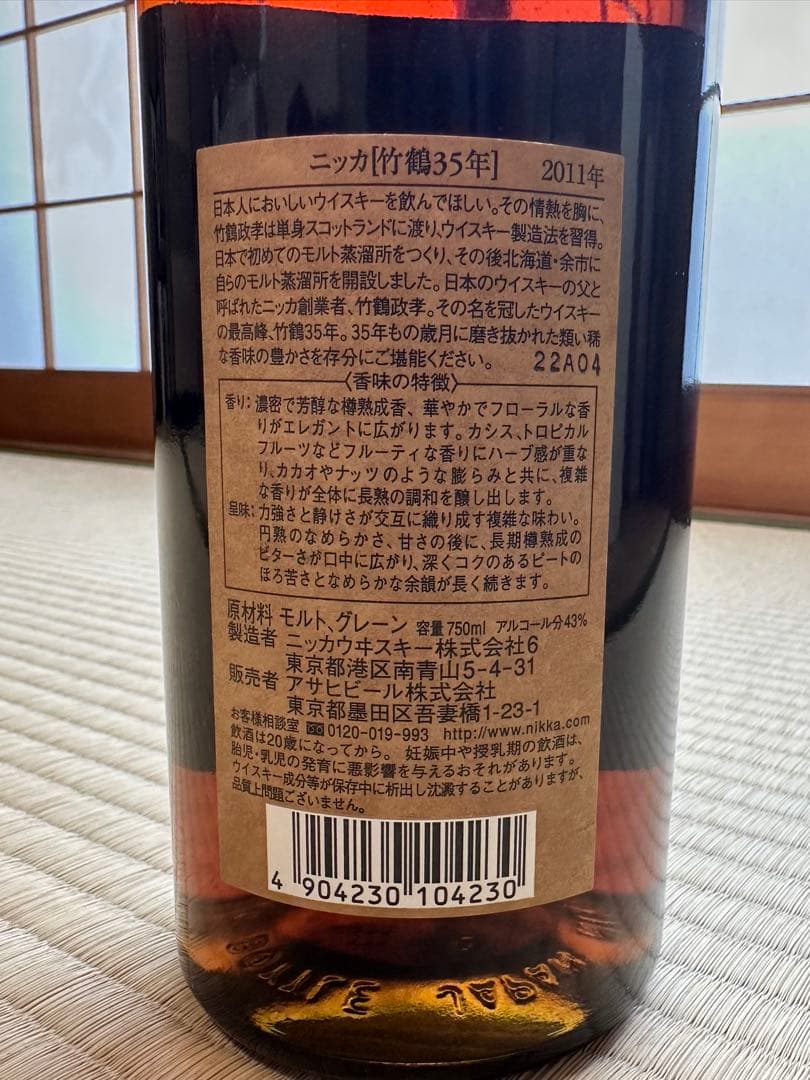 ニッカ[竹鶴35年] 2011年
日本人においしいウイスキーを飲んでほしい。その情熱を胸に、
竹鶴政孝は単身スコットランドに渡り、ウイスキー製造法を習得。
日本で初めてのモルト蒸溜所をつくり、その後北海道・余市に
自らのモルト蒸溜所を開設しました。日本のウイスキーの父と
呼ばれたニッカ創業者、竹鶴政孝。その名を冠したウイスキー
の最高峰、竹鶴35年。35年もの歳月に磨き抜かれた類い稀
な香味の豊かさを存分にご堪能ください。 22A04
〈香味の特徴〉
香り：濃密で芳醇な樽熟成香、華やかでフローラルな香
りがエレガントに広がります。カシス、トロピカル
フルーツなどフルーティな香りにハーブ感が重な
り、カカオやナッツのような膨らみと共に、複雑
な香りが全体に長熟の調和を醸し出します。
呈味：力強さと静けさが交互に織り成す複雑な味わい。
円熟のなめらかさ、甘さの後に、長期樽熟成の
ビターさが口中に広がり、深くコクのあるピートの
ほろ苦さとなめらかな余韻が長く続きます。
原材料 モルト、グレーン 容量 750ml アルコール分43%
製造者 ニッカウヰスキー株式会社6
東京都港区南青山5-4-31
販売者 アサヒビール株式会社
東京都墨田区吾妻橋1-23-1
お客様相談室 0120-019-993 http://www.nikka.com
飲酒は20歳になってから。 妊娠中や授乳期の飲酒は、
胎児・乳児の発育に悪影響を与えるおそれがあります。
ウイスキー成分等が保存中に析出し沈澱することがありますが、
品質上問題ございません。
4 904230 104230